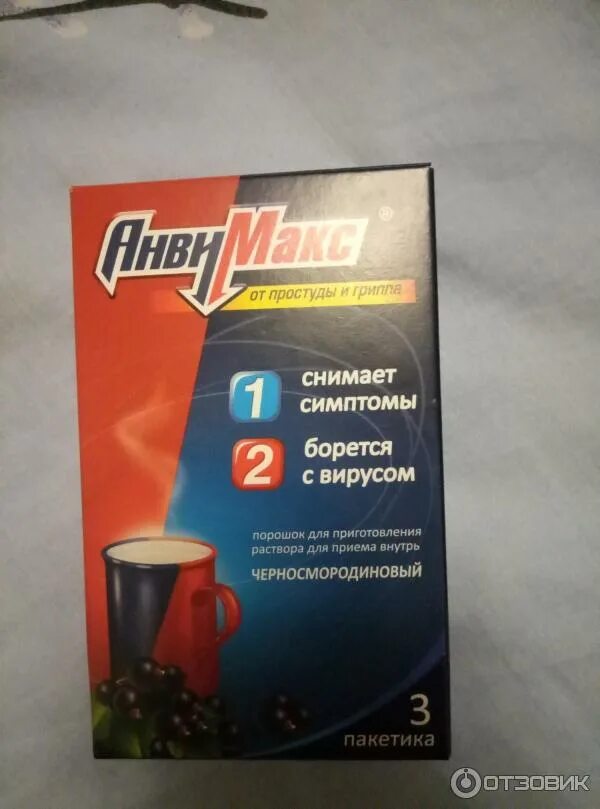 АнвиМакс ®
от простуды и гриппа
1 снимает
симптомы
2 борется
с вирусом
порошок для приготовления
раствора для приема внутрь
ЧЕРНОСМОРОДИНОВЫЙ
3
пакетика
ОТЗОВИК